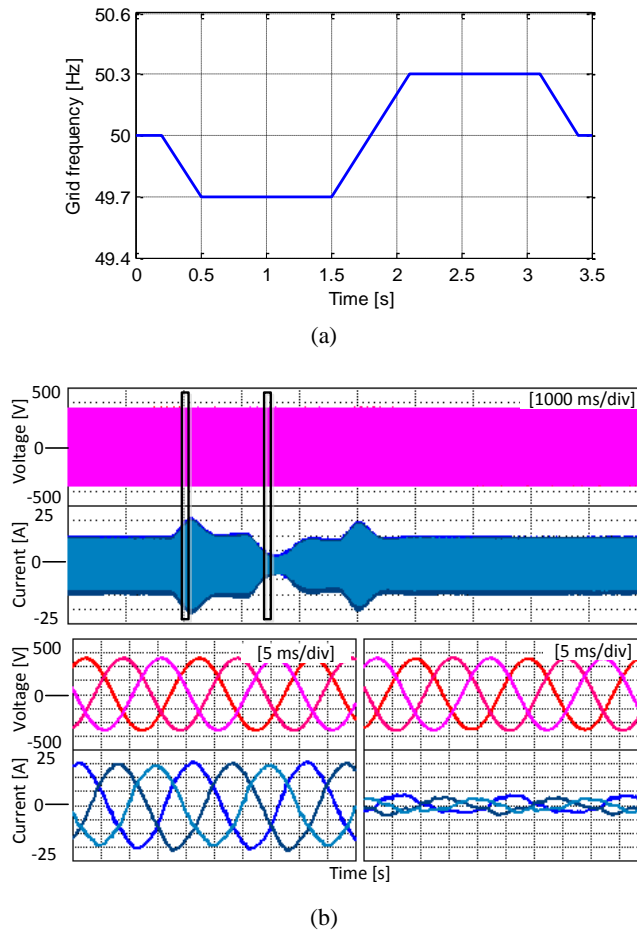 Grid frequency [Hz]
50.6
50.3
50
49.7
49.4
0
0.5
1
1.5
2
2.5
3
3.5
Time [s]
(a)
Voltage [V]
500
0
-500
[1000 ms/div]
Current [A]
25
0
-25
Voltage [V]
500
0
-500
[5 ms/div]
[5 ms/div]
Current [A]
25
0
-25
Time [s]
(b)